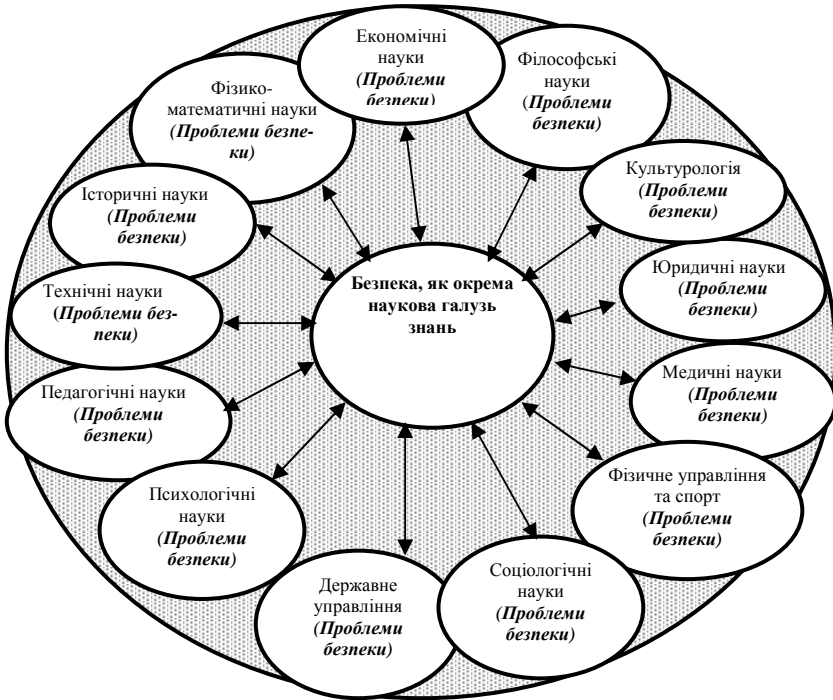 Економічні
науки
(Проблеми
безпеки)
Філософські
науки
(Проблеми
безпеки)
Фізико-
математичні науки
(Проблеми безпе-
ки)
Культурологія
(Проблеми
безпеки)
Історичні науки
(Проблеми
безпеки)
Юридичні науки
(Проблеми
безпеки)
Безпека, як окрема
наукова галузь
знань
Технічні науки
(Проблеми без-
пеки)
Медичні науки
(Проблеми
безпеки)
Педагогічні науки
(Проблеми
безпеки)
Фізичне управління
та спорт
(Проблеми
безпеки)
Психологічні
науки
(Проблеми
безпеки)
Державне
управління
(Проблеми
безпеки)
Соціологічні
науки
(Проблеми
безпеки)